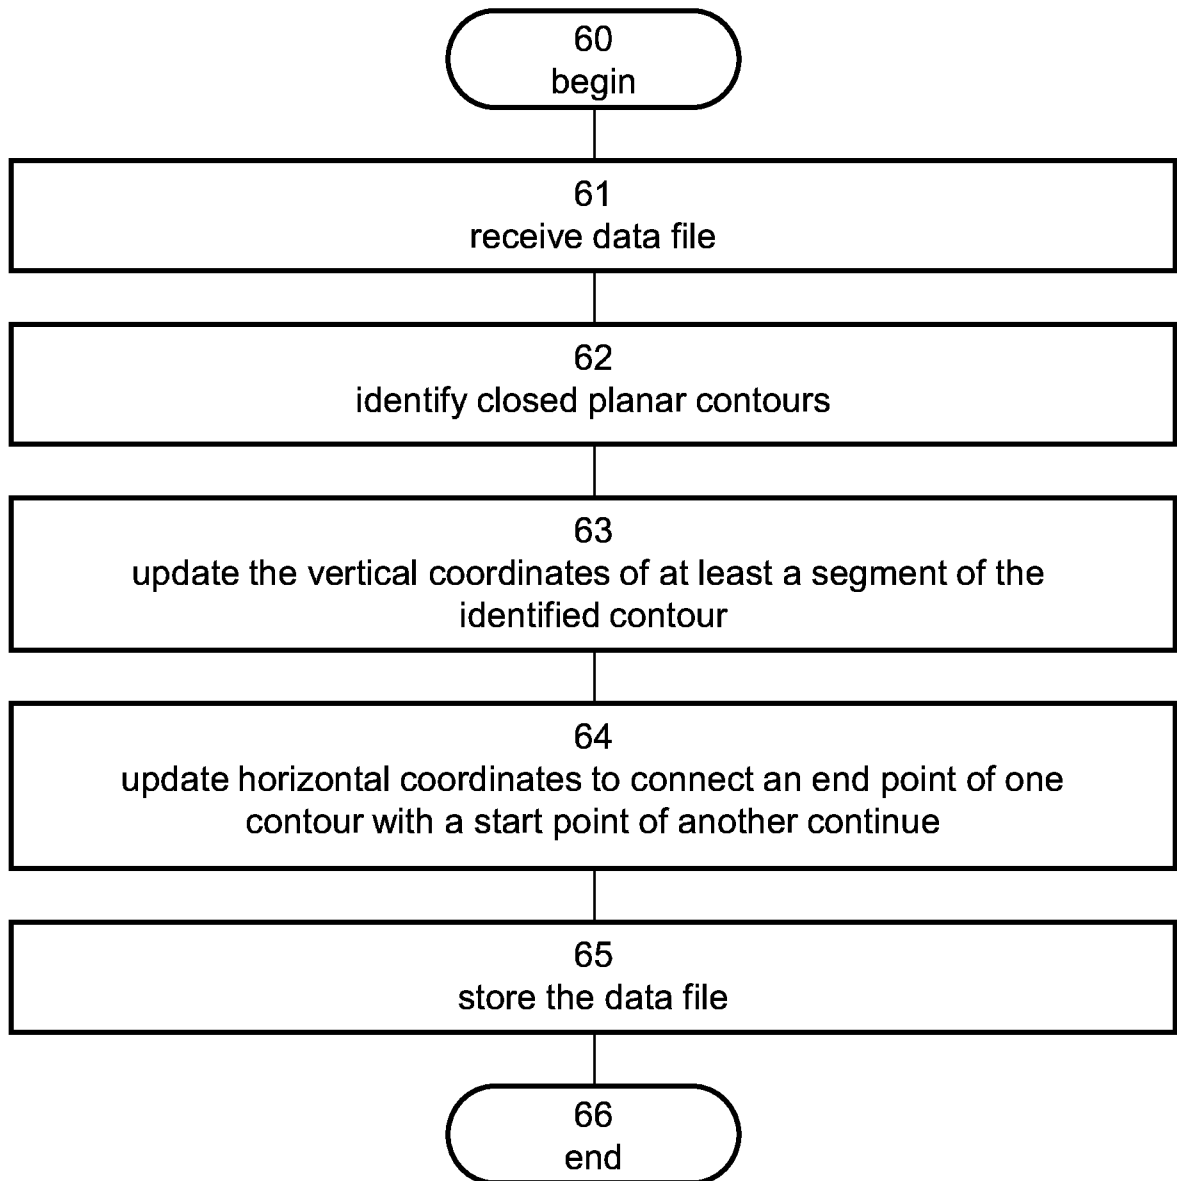 60
begin
61
receive data file
62
identify closed planar contours
63
update the vertical coordinates of at least a segment of the
identified contour
64
update horizontal coordinates to connect an end point of one
contour with a start point of another continue
65
store the data file
66
end